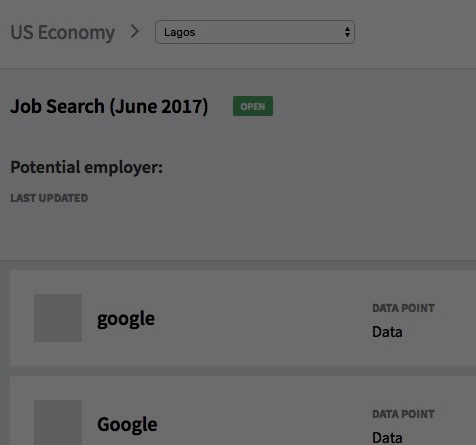 US Economy > Lagos
Job Search (June 2017) OPEN
Potential employer:
LAST UPDATED
google
DATA POINT
Data
Google
DATA POINT
Data